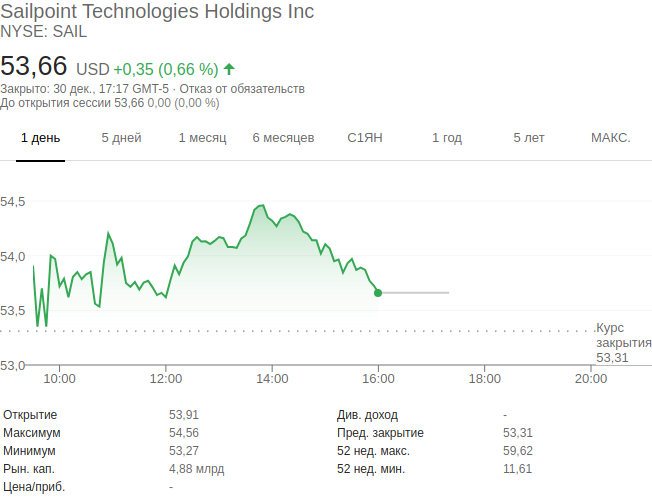 Sailpoint Technologies Holdings Inc
NYSE: SAIL
53,66 USD +0,35 (0,66 %)
Закрыто: 30 дек., 17:17 GMT-5 · Отказ от обязательств
До открытия сессии 53,66 0,00 (0,00 %)
1 день 5 дней 1 месяц 6 месяцев С1ЯН 1 год 5 лет МАКС.
54,5
54,0
53,5
Курс
закрытия
53,31
53,0
10:00 12:00 14:00 16:00 18:00 20:00
Открытие 53,91 Див. доход -
Максимум 54,56 Пред. закрытие 53,31
Минимум 53,27 52 нед. макс. 59,62
Рын. кап. 4,88 млрд 52 нед. мин. 11,61
Цена/приб. -